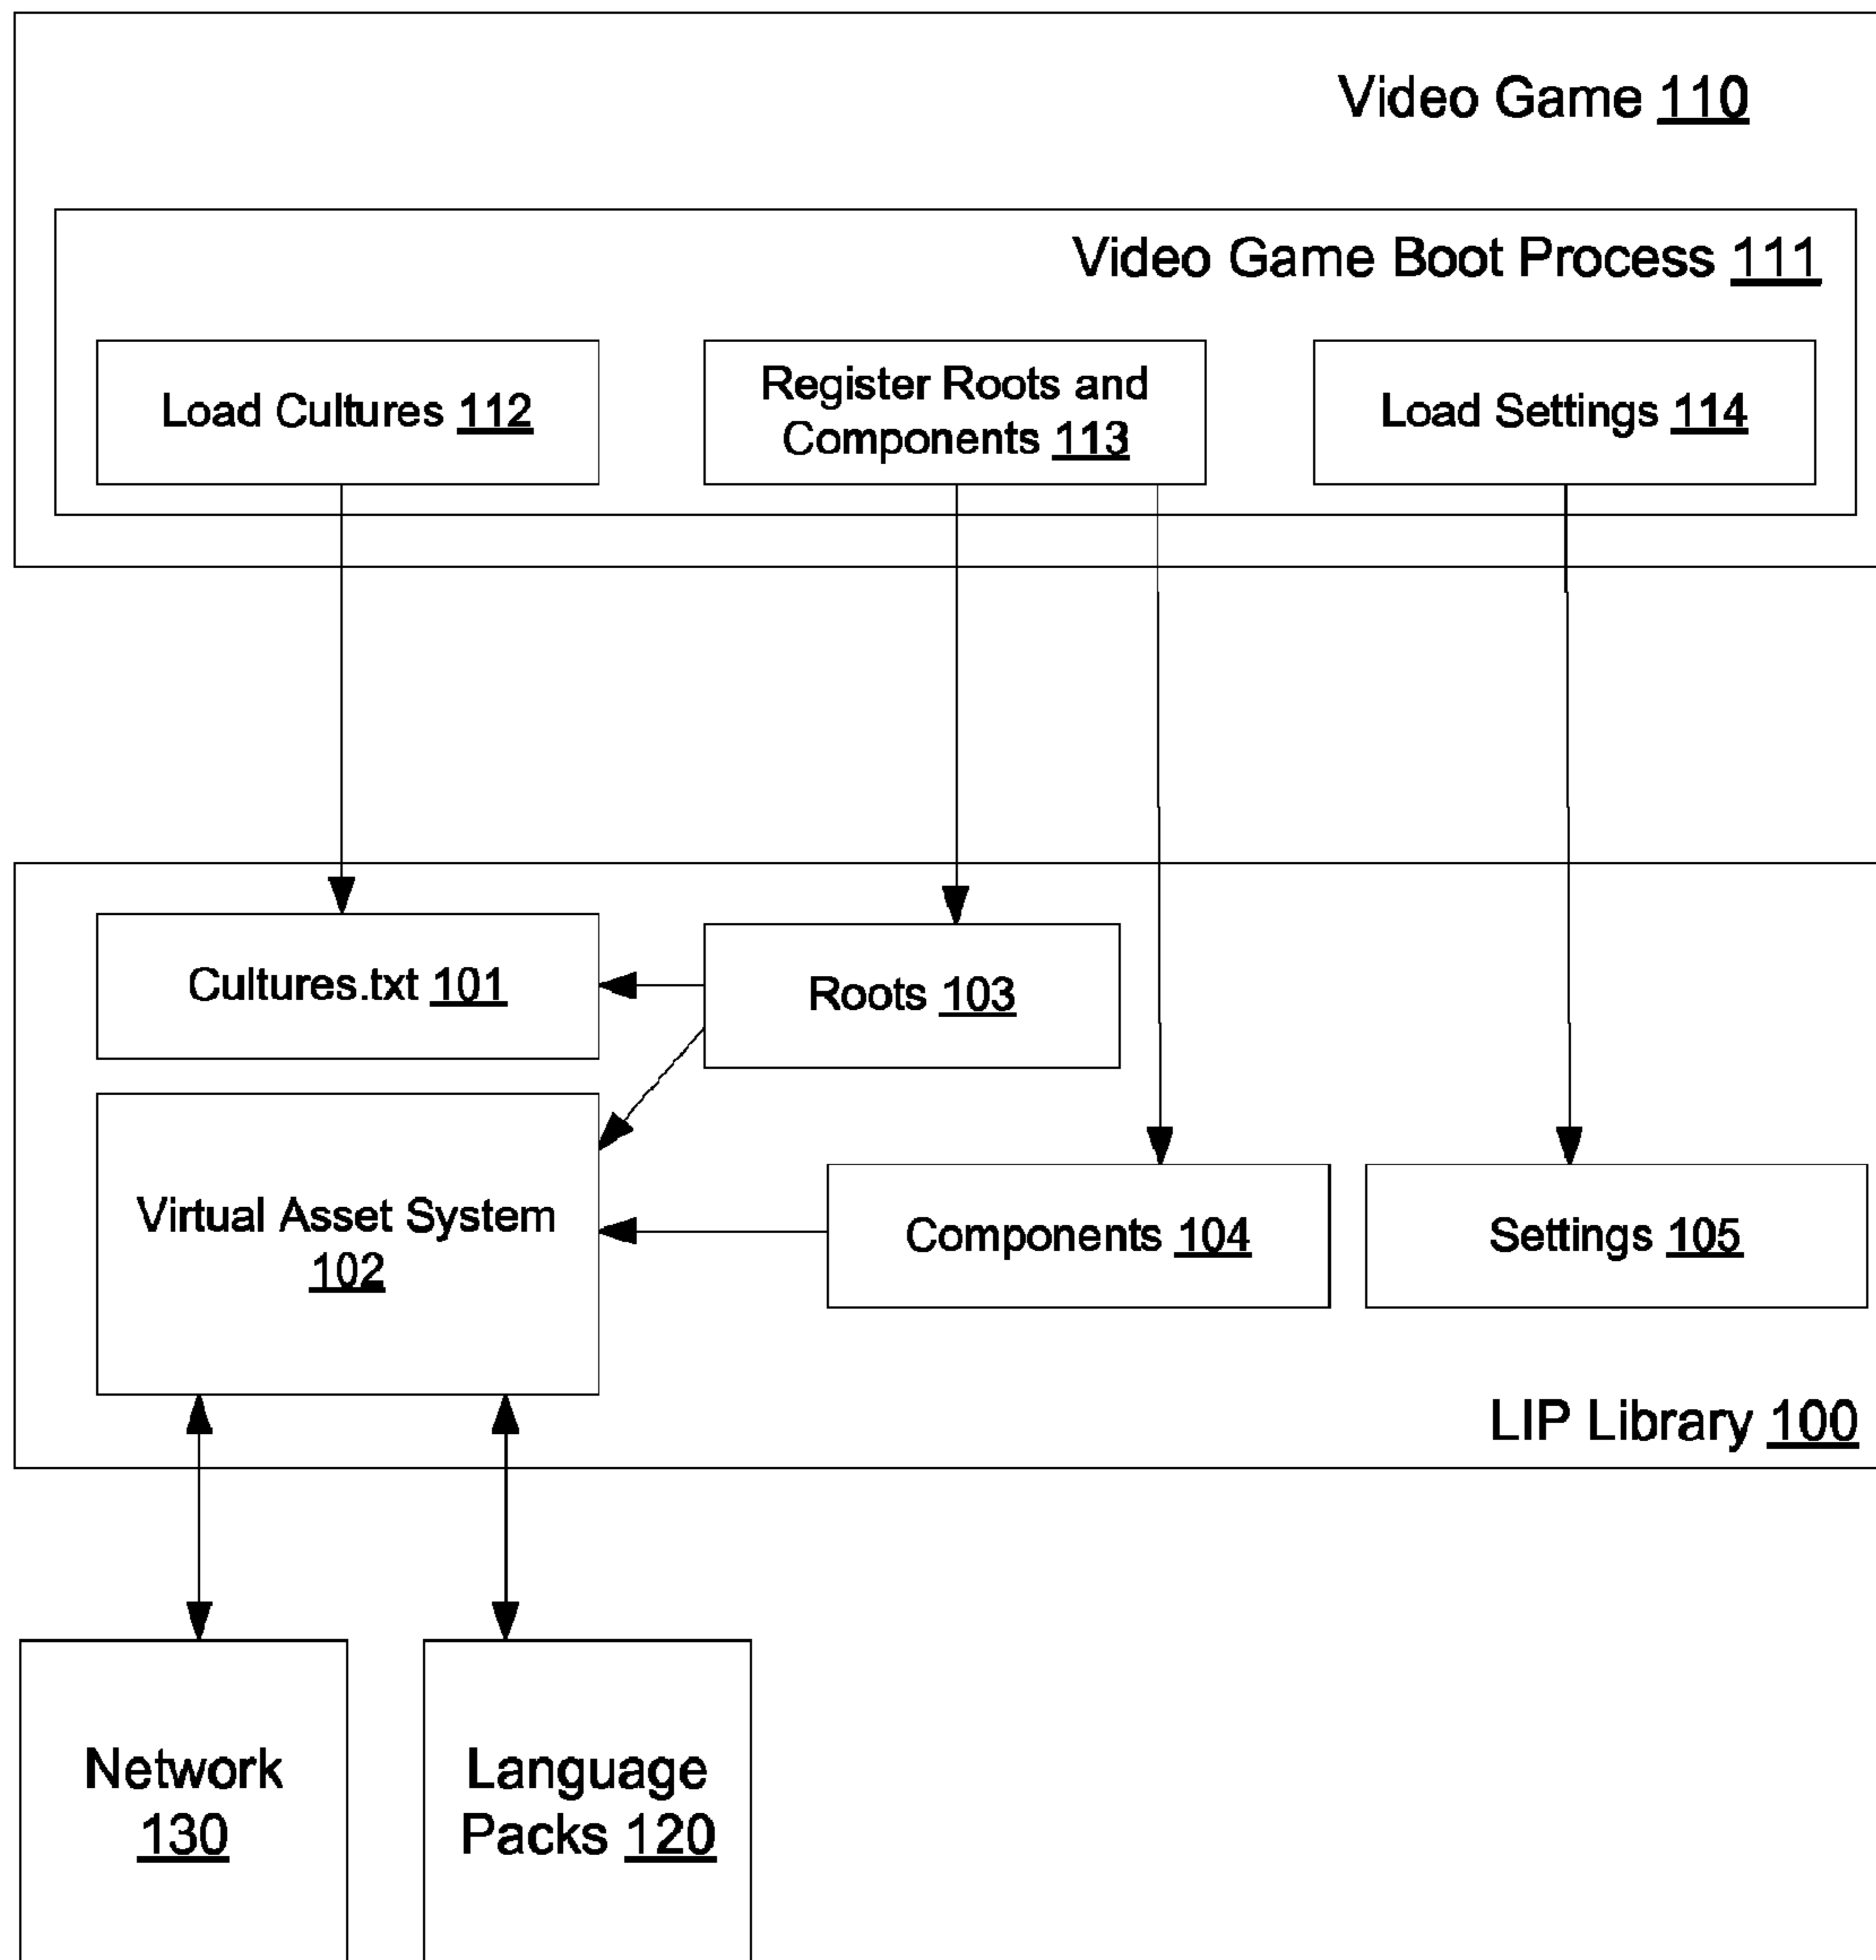 Video Game 110
Video Game Boot Process 111
Load Cultures 112
Register Roots and
Components 113
Load Settings 114
Cultures.txt 101
Roots 103
Virtual Asset System
102
Components 104
Settings 105
LIP Library 100
Network
130
Language
Packs 120